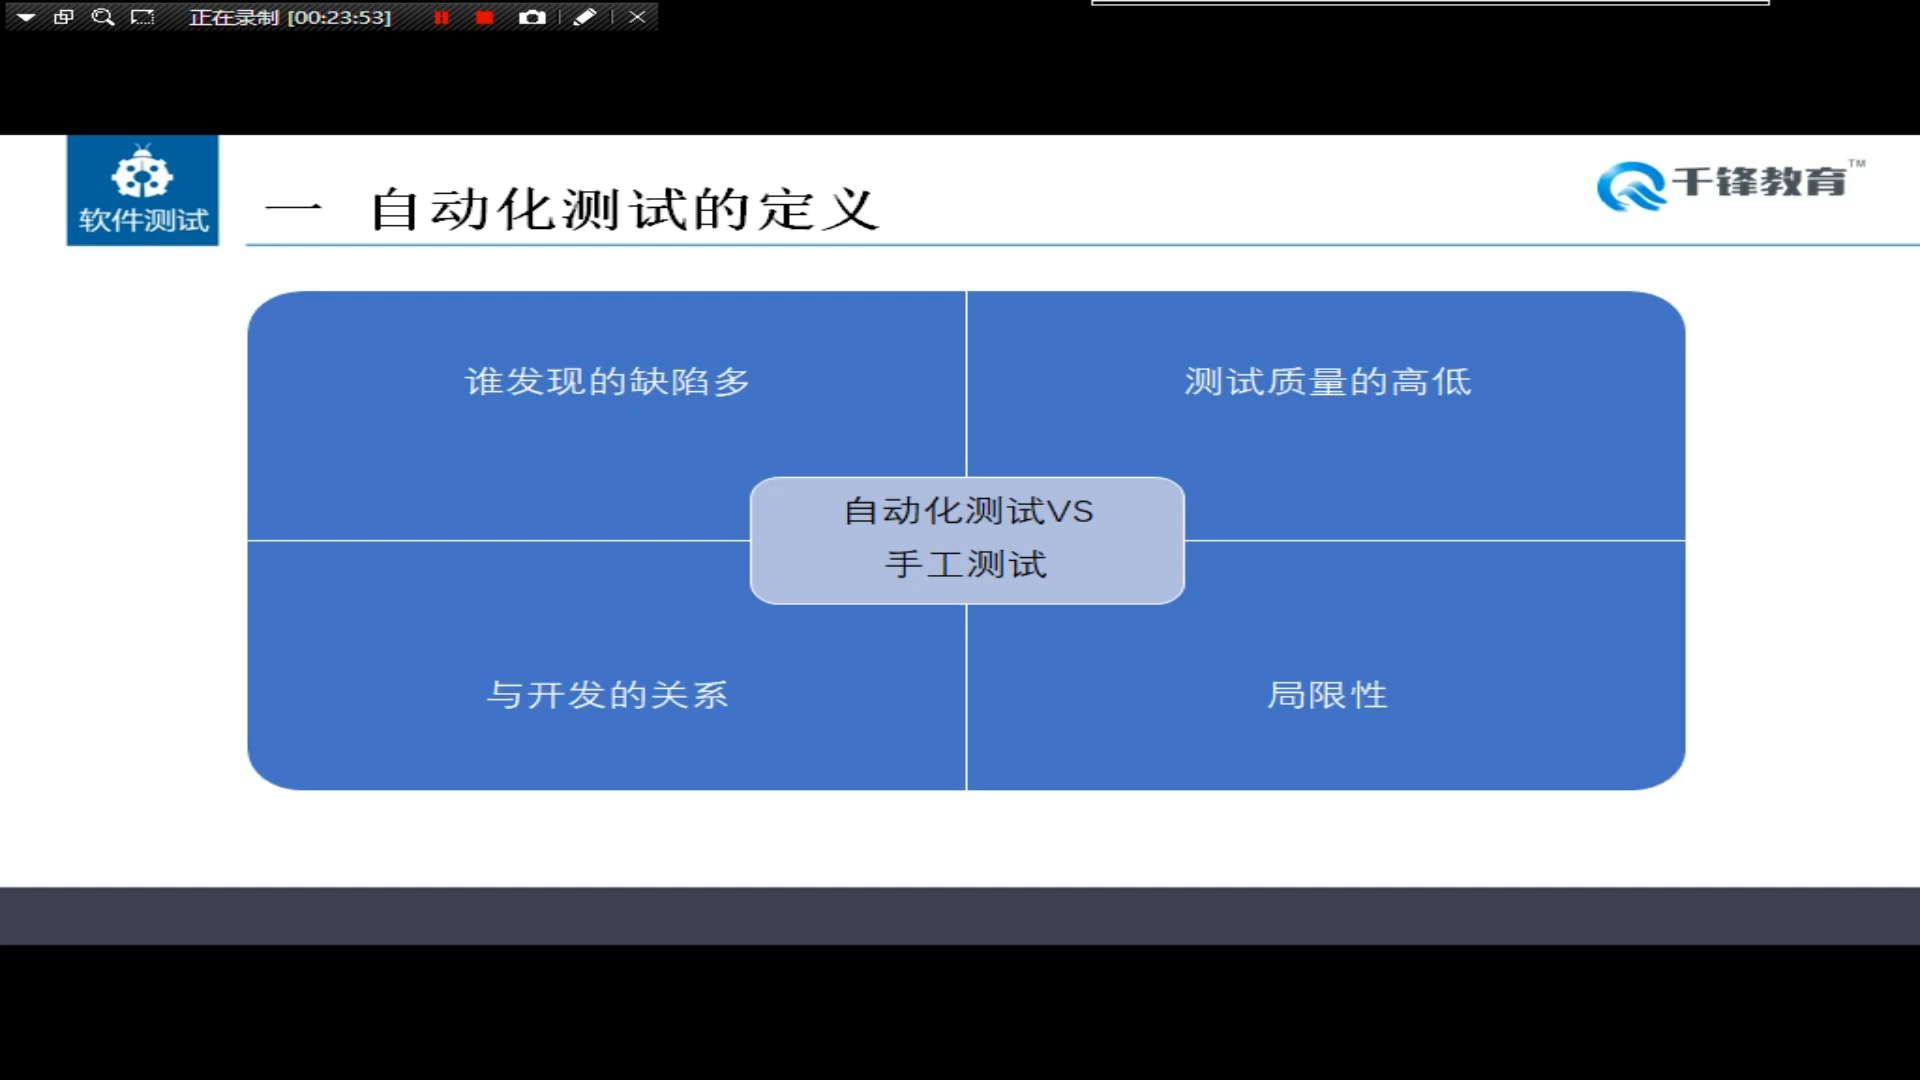 正在录制 [00:23:53]
软件测试
一 自动化测试的定义
千锋教育™
谁发现的缺陷多
测试质量的高低
自动化测试VS
手工测试
与开发的关系
局限性